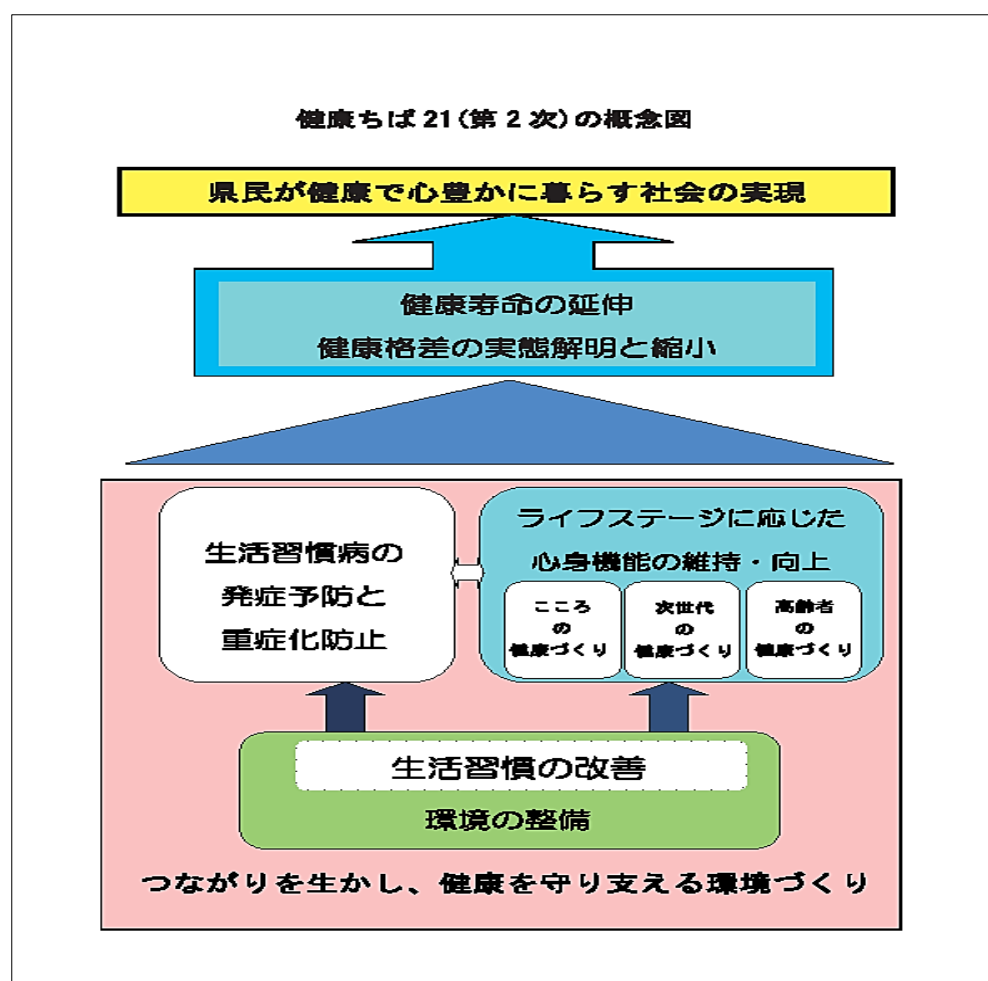 健康ちば21(第2次)の概念図
県民が健康で心豊かに暮らす社会の実現
健康寿命の延伸
健康格差の実態解明と縮小
生活習慣病の
発症予防と
重症化防止
ライフステージに応じた
心身機能の維持・向上
こころ
の
健康づくり
次世代
の
健康づくり
高齢者
の
健康づくり
生活習慣の改善
環境の整備
つながりを生かし、健康を守り支える環境づくり